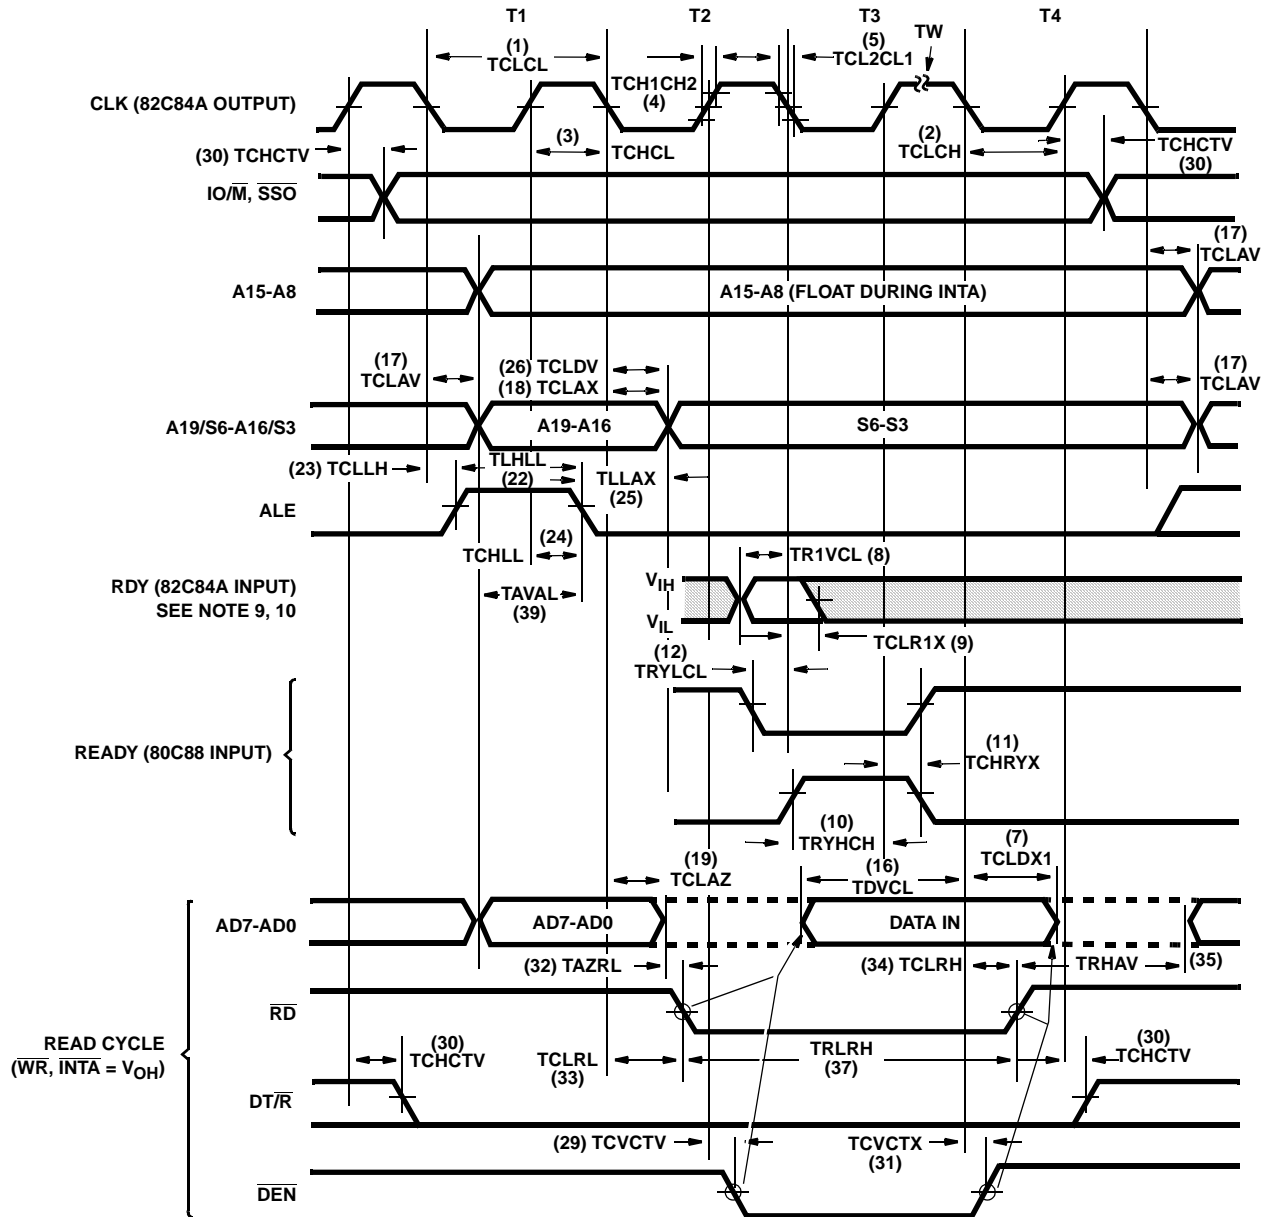 T1 T2 T3 T4
TW
(1)
TCLCL
TCH1CH2
(4)
(5)
TCL2CL1
CLK (82C84A OUTPUT)
(30) TCHCTV
(3)
TCHCL
(2)
TCLCH
TCHCTV
(30)
IO/M̅, S̅S̅O̅
(17)
TCLAV
A15-A8
A15-A8 (FLOAT DURING INTA)
(17)
TCLAV
(26) TCLDV
(18) TCLAX
(17)
TCLAV
A19/S6-A16/S3
A19-A16
S6-S3
(23) TCLLH
TLHLL
(22)
TLLAX
(25)
ALE
(24)
TCHLL
TR1VCL (8)
RDY (82C84A INPUT)
SEE NOTE 9, 10
VIH
VIL
TAVAL
(39)
TCLR1X (9)
(12)
TRYLCL
READY (80C88 INPUT)
(11)
TCHRYX
(10)
TRYHCH
(7)
TCLDX1
(19)
TCLAZ
(16)
TDVCL
AD7-AD0
AD7-AD0
DATA IN
(32) TAZRL
(34) TCLRH
TRHAV
(35)
R̅D̅
READ CYCLE
(W̅R̅, I̅N̅T̅A̅ = VOH)
(30)
TCHCTV
TCLRL
(33)
TRLRH
(37)
(30)
TCHCTV
DT/R̅
(29) TCVCTV
TCVCTX
(31)
D̅E̅N̅